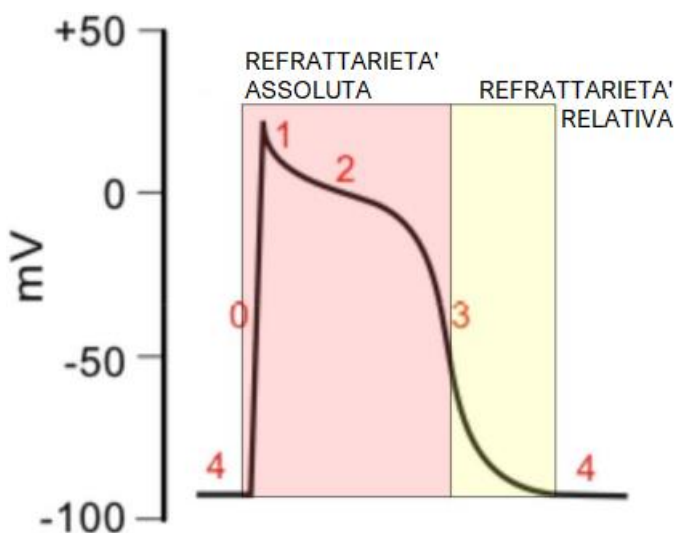 +50
REFRATTARIETA'
ASSOLUTA
REFRATTARIETA'
RELATIVA
1
2
0
mV
0
3
-50
4
4
-100